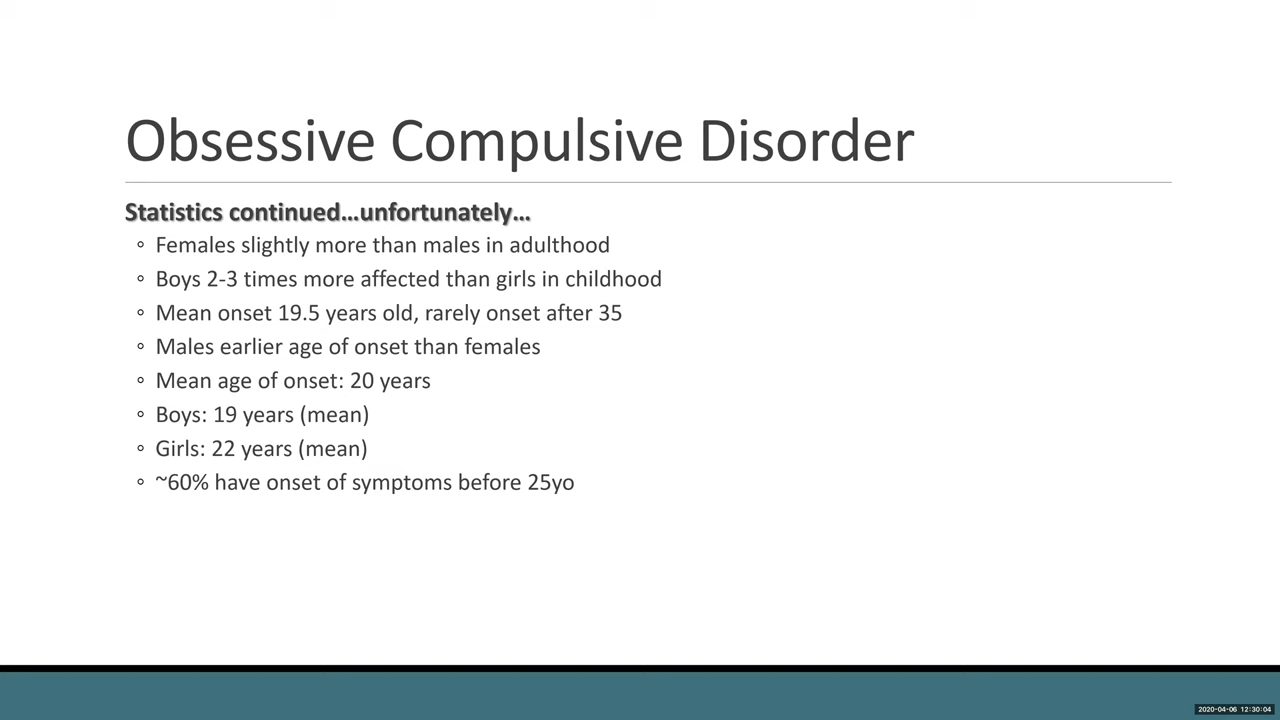 Obsessive Compulsive Disorder
Statistics continued…unfortunately…
◦ Females slightly more than males in adulthood
◦ Boys 2-3 times more affected than girls in childhood
◦ Mean onset 19.5 years old, rarely onset after 35
◦ Males earlier age of onset than females
◦ Mean age of onset: 20 years
◦ Boys: 19 years (mean)
◦ Girls: 22 years (mean)
◦ ~60% have onset of symptoms before 25yo
2020-04-06 12:30:04